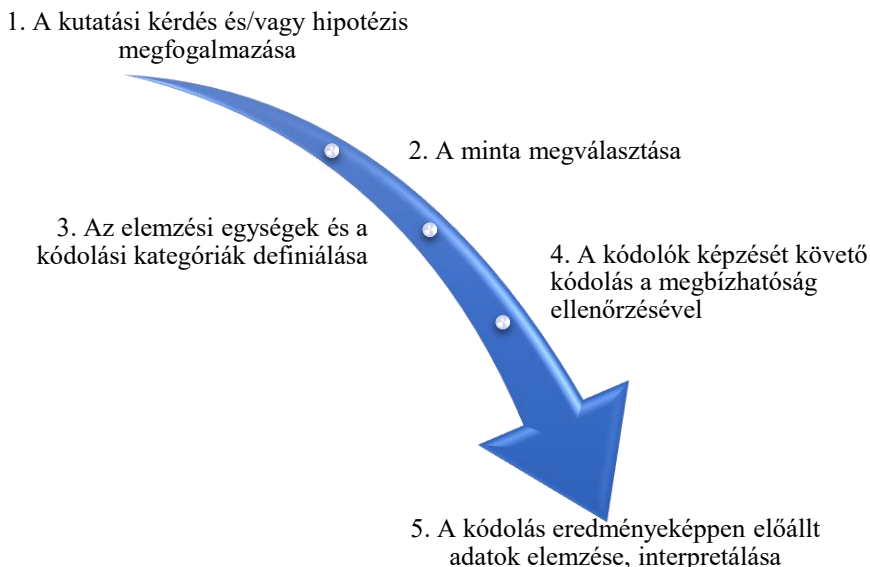 1. A kutatási kérdés és/vagy hipotézis
megfogalmazása
2. A minta megválasztása
3. Az elemzési egységek és a
kódolási kategóriák definiálása
4. A kódolók képzését követő
kódolás a megbízhatóság
ellenőrzésével
5. A kódolás eredményeképpen előállt
adatok elemzése, interpretálása